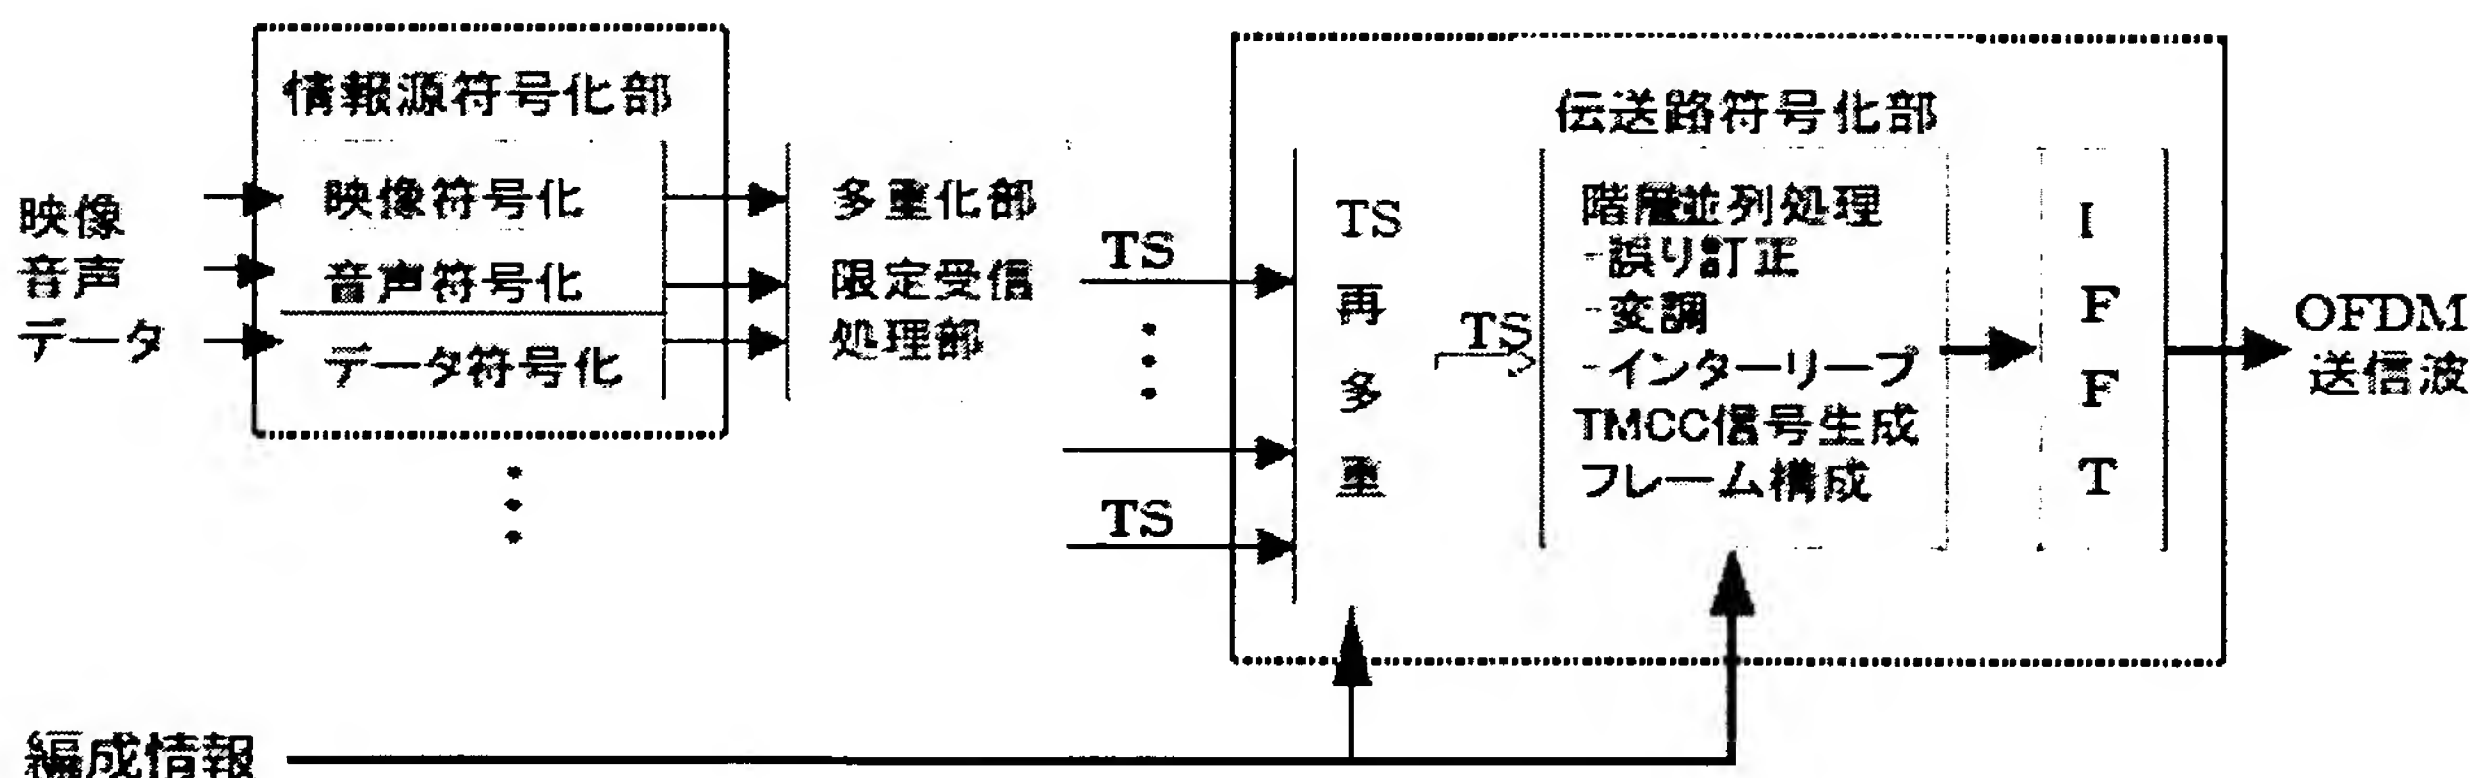 情報源符号化部
映像
音声
データ
映像符号化
音声符号化
データ符号化
多重化部
限定受信
処理部
TS
TS
伝送路符号化部
TS
再
多
重
TS
階層並列処理
-誤り訂正
-変調
-インターリーブ
TMCC信号生成
フレーム構成
I
F
F
T
OFDM
送信波
編成情報